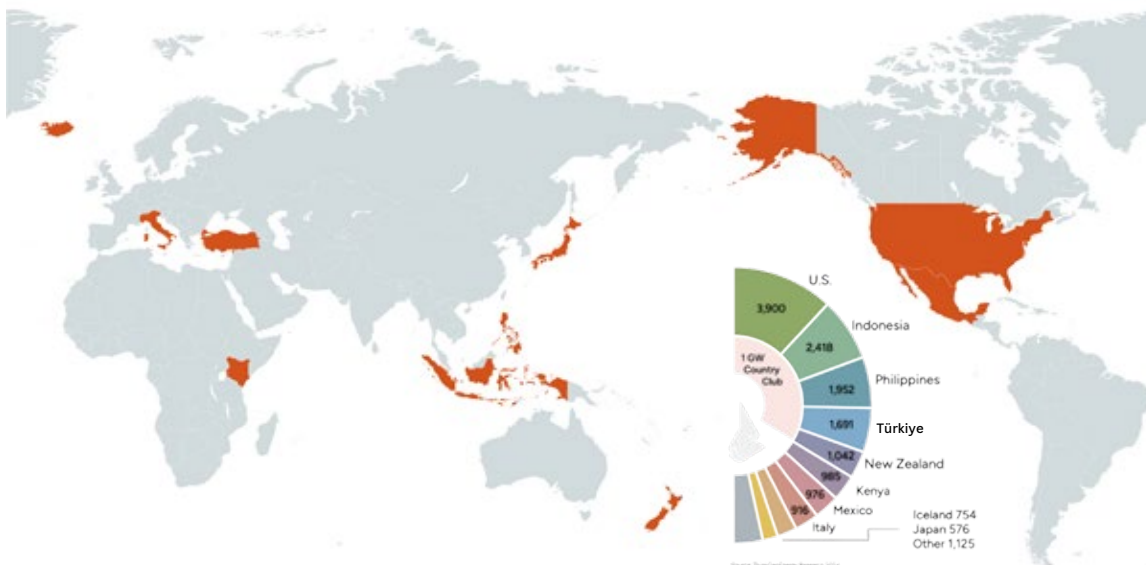 U.S.
3,900
Indonesia
2,418
1 GW
Country
Club
Philippines
1,952
Türkiye
1,691
1,042
New Zealand
985
Kenya
976
Mexico
916
Italy
Iceland 754
Japan 576
Other 1,125